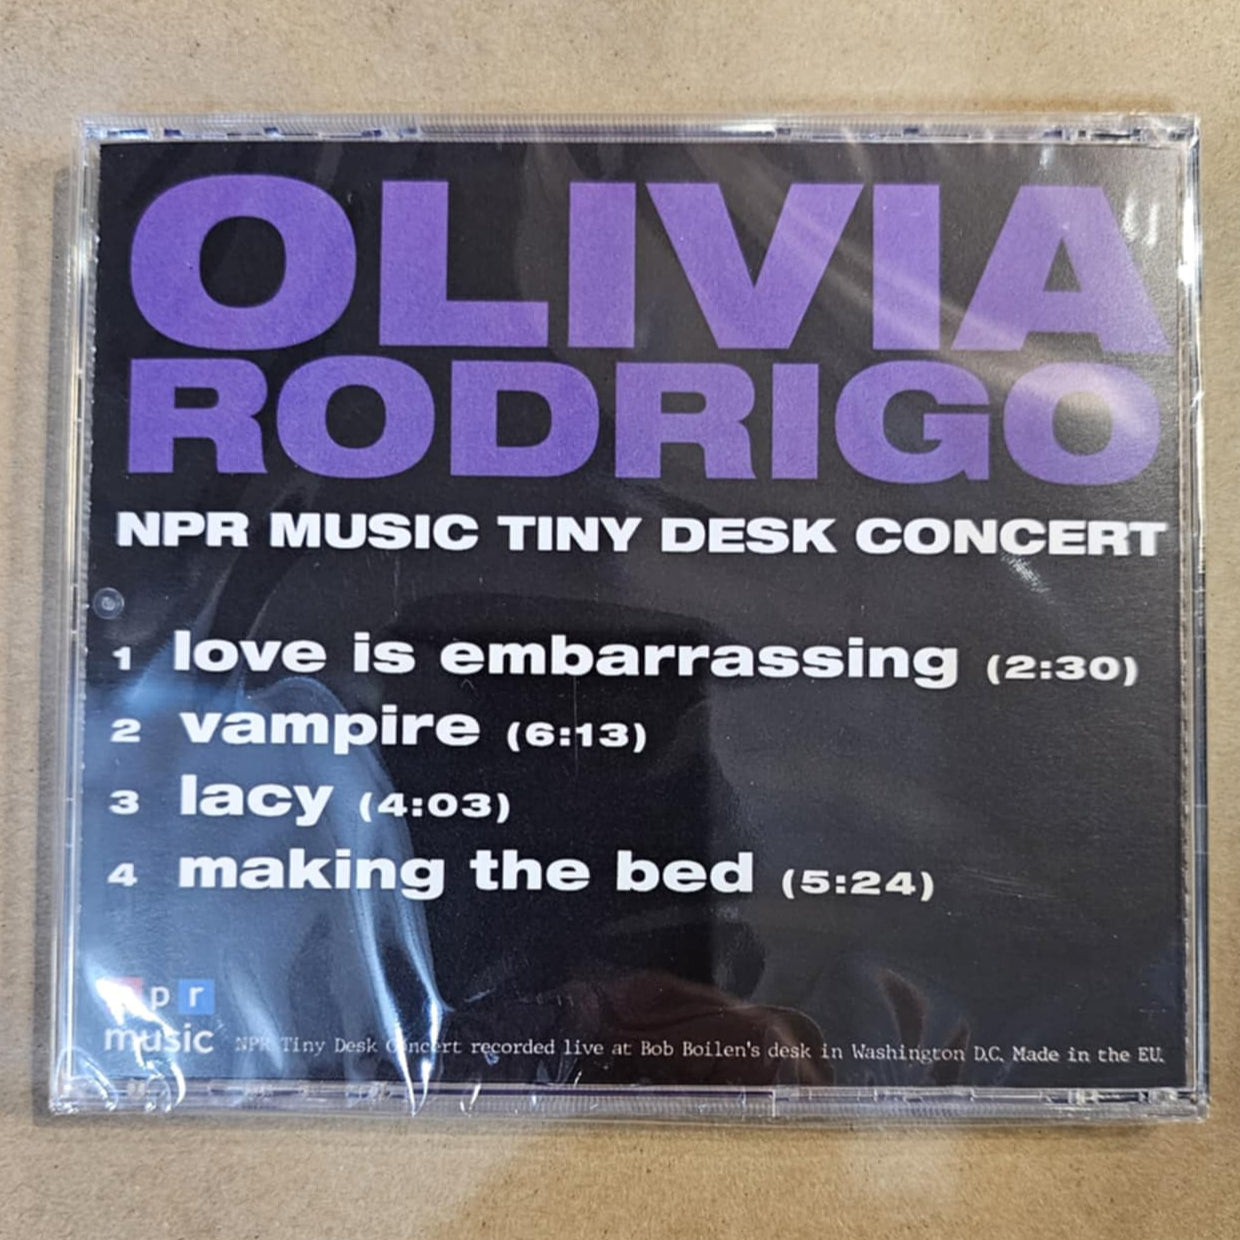 OLIVIA
RODRIGO
NPR MUSIC TINY DESK CONCERT
1 love is embarrassing (2:30)
2 vampire (6:13)
3 lacy (4:03)
4 making the bed (5:24)
n p r
music
NPR Tiny Desk Concert recorded live at Bob Boilen's desk in Washington D.C. Made in the EU.